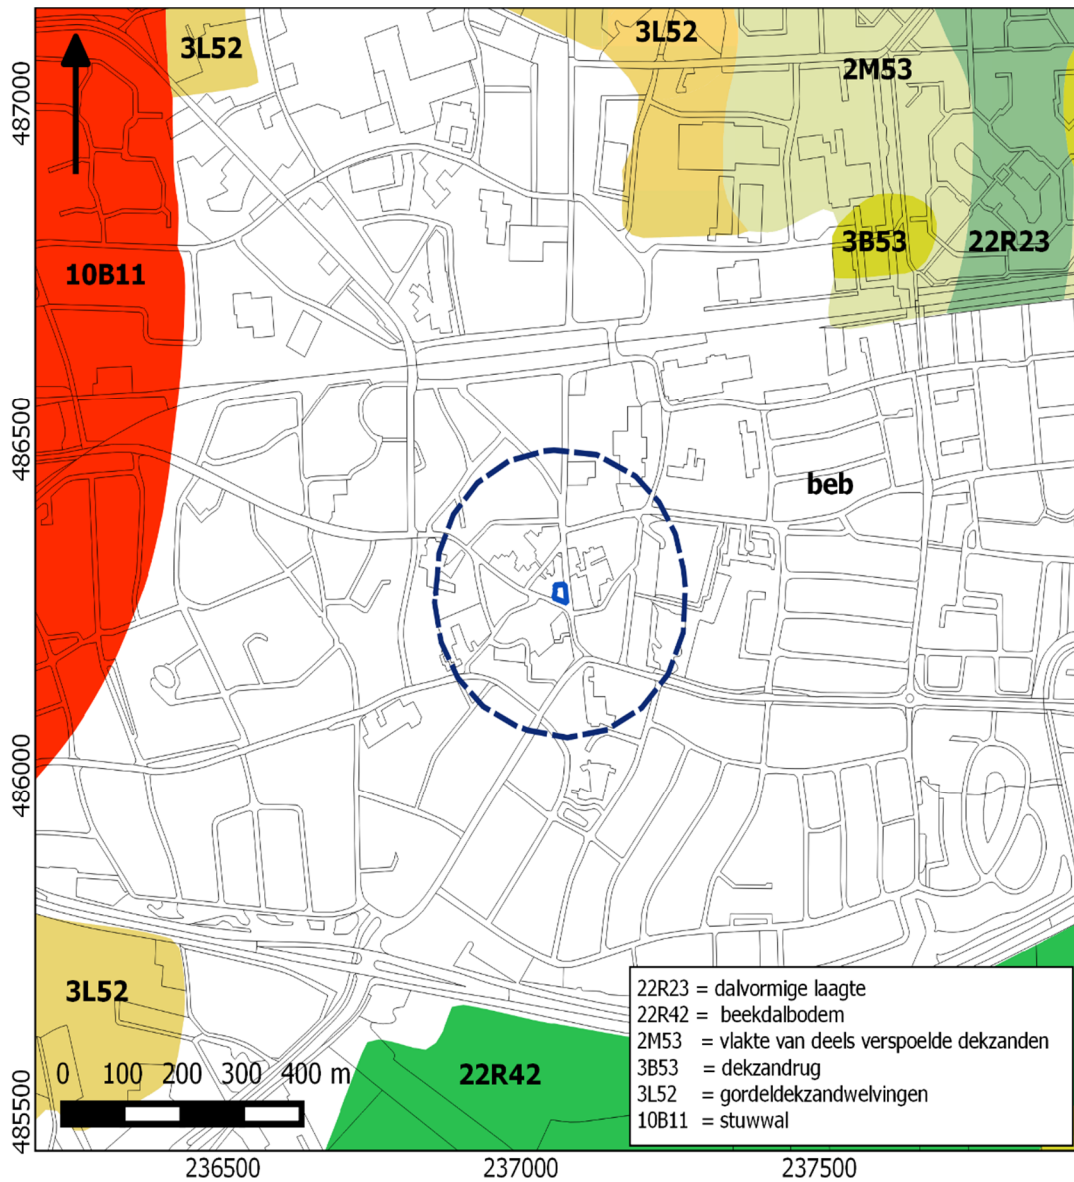 3L52
3L52
2M53
487000
3B53
22R23
10B11
486500
beb
486000
3L52
22R42
0 100 200 300 400 m
485500
22R23 = dalvormige laagte
22R42 = beekdalbodem
2M53 = vlakte van deels verspoelde dekzanden
3B53 = dekzandrug
3L52 = gordeldekzandwelvingen
10B11 = stuwwal
236500 237000 237500